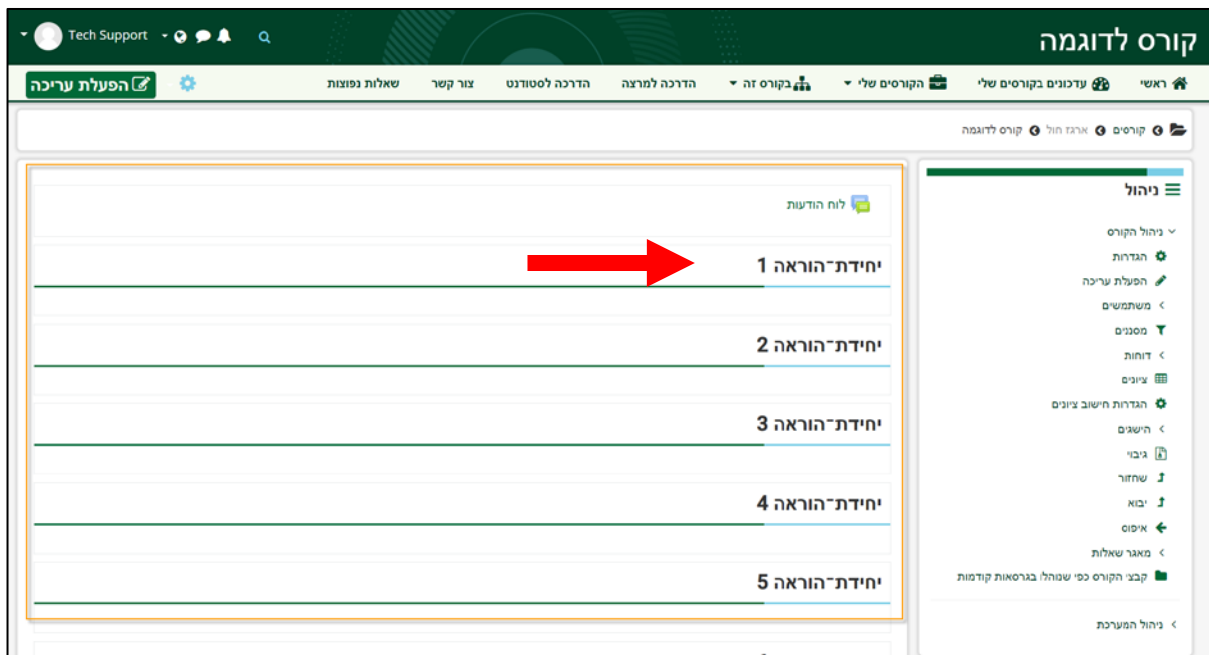 קורס לדוגמה
Tech Support
ראשי עדכונים בקורסים שלי הקורסים שלי בקורס זה הדרכה למרצה הדרכה לסטודנט צור קשר שאלות נפוצות הפעלת עריכה
קורסים ארגז חול קורס לדוגמה
ניהול
ניהול הקורס
הגדרות
הפעלת עריכה
משתמשים
מסננים
דוחות
ציונים
הגדרות חישוב ציונים
הישגים
גיבוי
שחזור
יבוא
איפוס
מאגר שאלות
קבצי הקורס כפי שנוהלו בגרסאות קודמות
ניהול המערכת
לוח הודעות
יחידת־הוראה 1
יחידת־הוראה 2
יחידת־הוראה 3
יחידת־הוראה 4
יחידת־הוראה 5